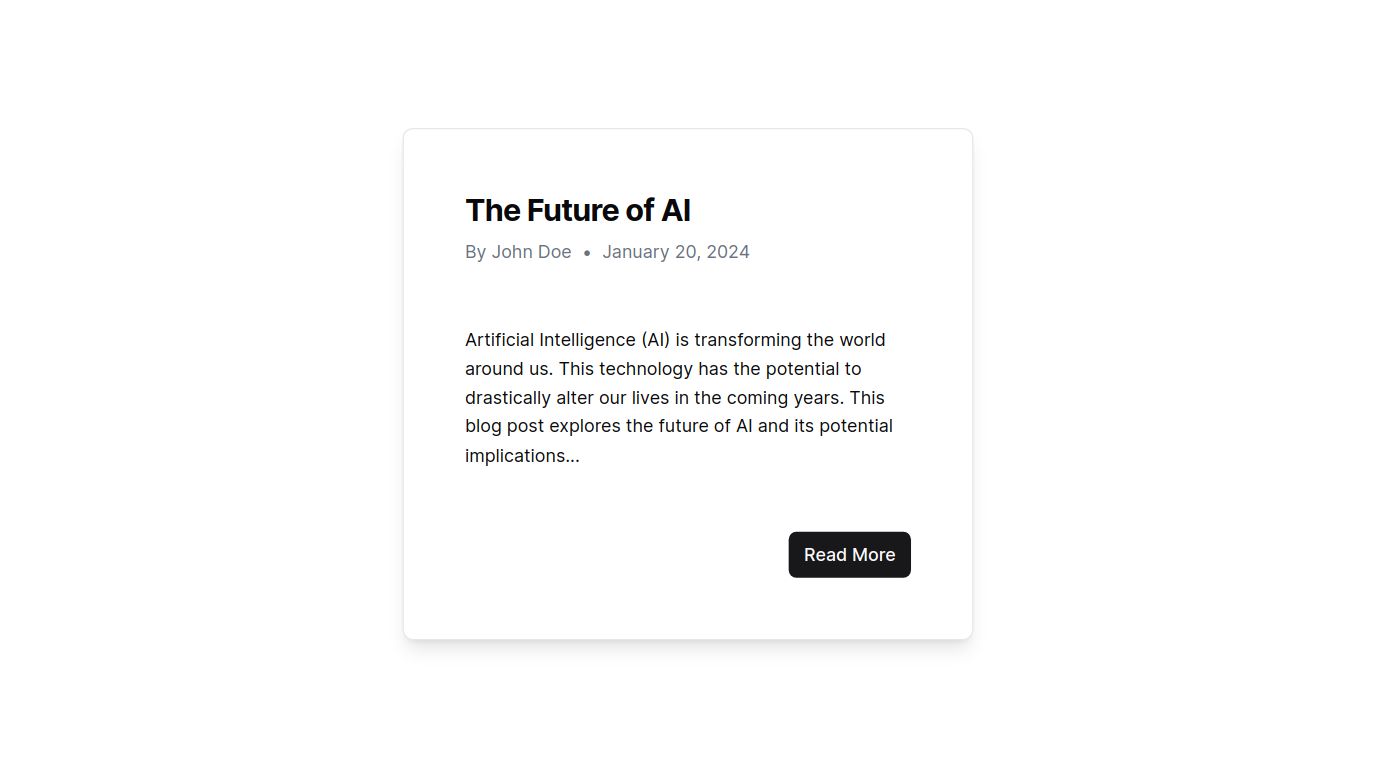 The Future of AI
By John Doe • January 20, 2024
Artificial Intelligence (AI) is transforming the world
around us. This technology has the potential to
drastically alter our lives in the coming years. This
blog post explores the future of AI and its potential
implications...
Read More